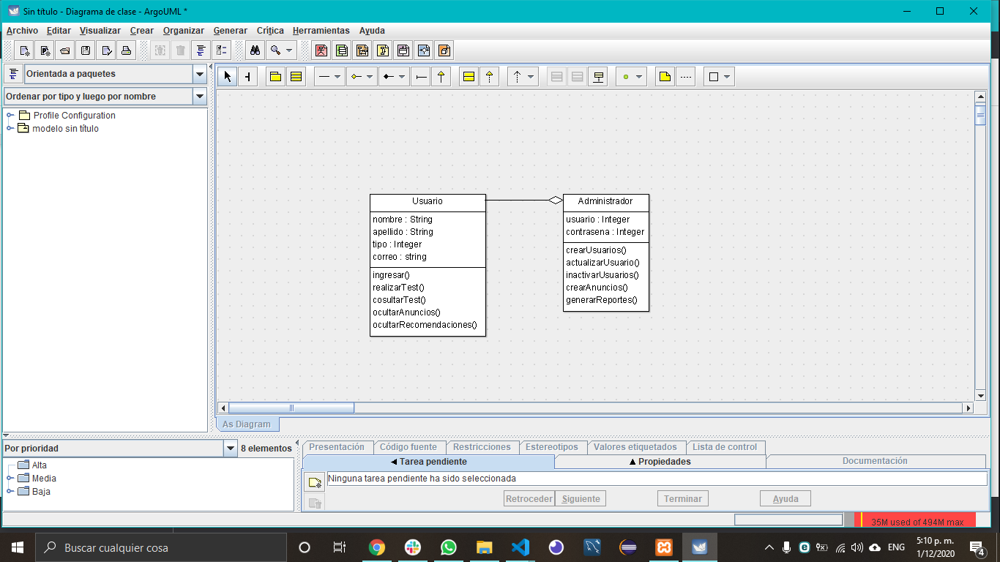 Sin título - Diagrama de clase - ArgoUML *
Archivo Editar Visualizar Crear Organizar Generar Crítica Herramientas Ayuda
Orientada a paquetes
Ordenar por tipo y luego por nombre
Profile Configuration
modelo sin título
Usuario
nombre : String
apellido : String
tipo : Integer
correo : string
ingresar()
realizarTest()
cosultarTest()
ocultarAnuncios()
ocultarRecomendaciones()
Administrador
usuario : Integer
contrasena : Integer
crearUsuarios()
actualizarUsuario()
inactivarUsuarios()
crearAnuncios()
generarReportes()
As Diagram
Por prioridad 8 elementos
Alta
Media
Baja
Presentación Código fuente Restricciones Estereotipos Valores etiquetados Lista de control
Tarea pendiente Propiedades Documentación
Ninguna tarea pendiente ha sido seleccionada
Retroceder Siguiente Terminar Ayuda
35M used of 494M max
Buscar cualquier cosa
ENG
5:10 p. m.
1/12/2020
4